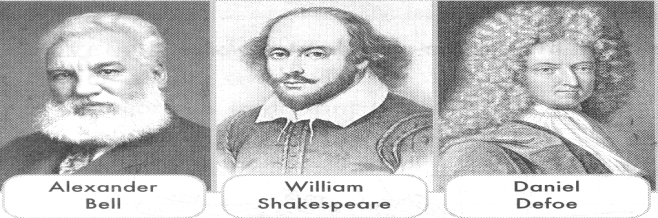 Alexander
Bell
William
Shakespeare
Daniel
Defoe